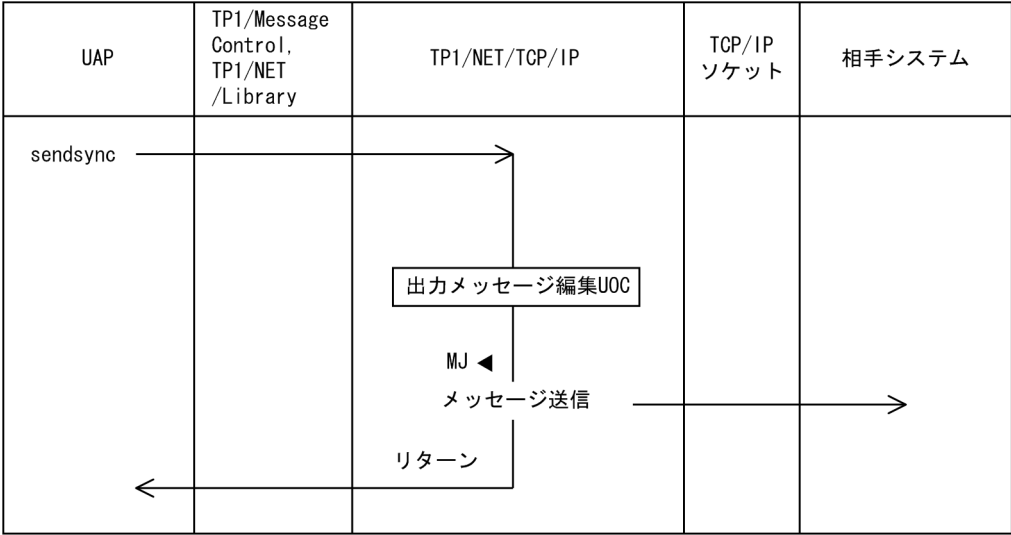 UAP
TP1/Message
Control,
TP1/NET
/Library
TP1/NET/TCP/IP
TCP/IP
ソケット
相手システム
sendsync
出力メッセージ編集UOC
MJ
メッセージ送信
リターン